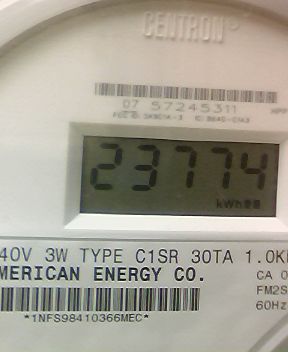 CENTRON®
07 57245311
23774
kWh
40V 3W TYPE C1SR 30TA 1.0K
MERICAN ENERGY CO.
CA 0
FM2S
60Hz
*1NFS98410366MEC*